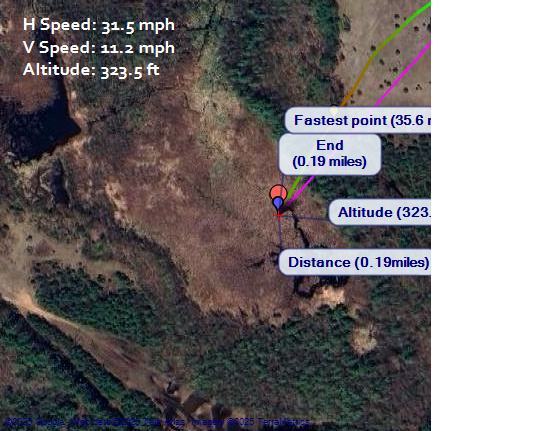 H Speed: 31.5 mph
V Speed: 11.2 mph
Altitude: 323.5 ft
Fastest point (35.6 m
End
(0.19 miles)
Altitude (323.
Distance (0.19miles)